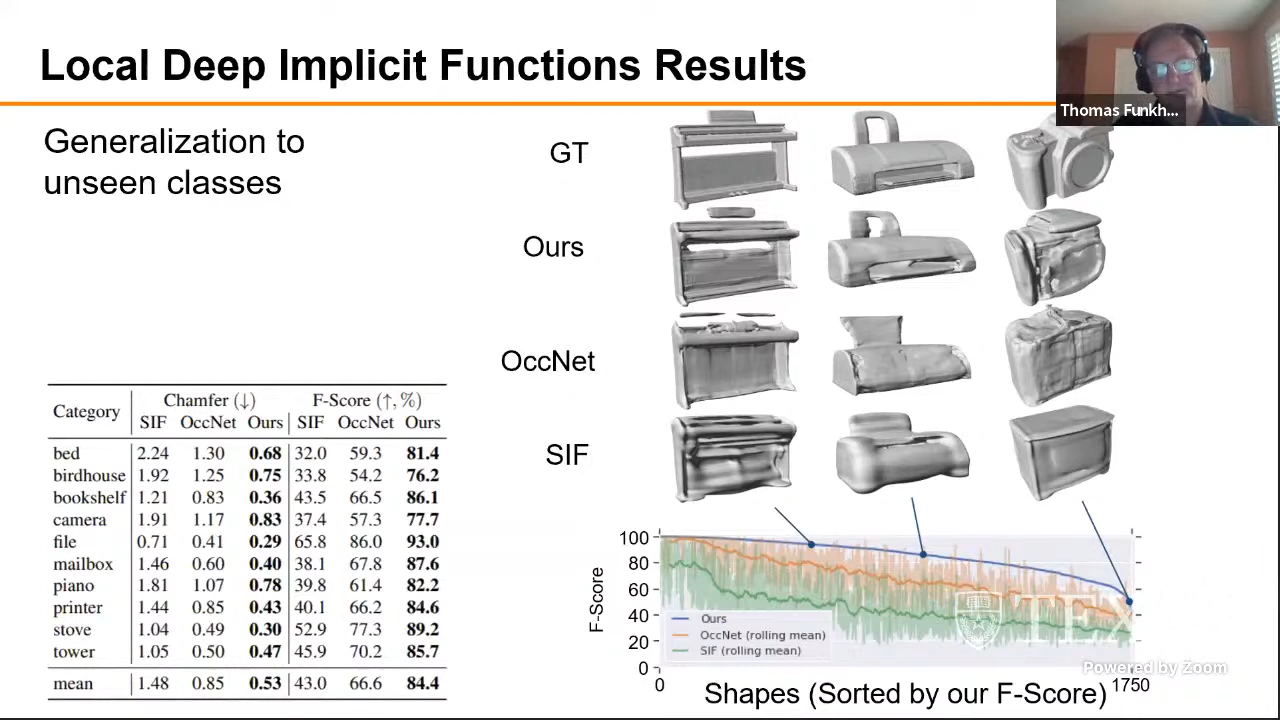 Local Deep Implicit Functions Results
Thomas Funkh...
Generalization to
unseen classes
GT
Ours
OccNet
SIF
Category Chamfer (↓) F-Score (↑, %)
SIF OccNet Ours SIF OccNet Ours
bed 2.24 1.30 0.68 32.0 59.3 81.4
birdhouse 1.92 1.25 0.75 33.8 54.2 76.2
bookshelf 1.21 0.83 0.36 43.5 66.5 86.1
camera 1.91 1.17 0.83 37.4 57.3 77.7
file 0.71 0.41 0.29 65.8 86.0 93.0
mailbox 1.46 0.60 0.40 38.1 67.8 87.6
piano 1.81 1.07 0.78 39.8 61.4 82.2
printer 1.44 0.85 0.43 40.1 66.2 84.6
stove 1.04 0.49 0.30 52.9 77.3 89.2
tower 1.05 0.50 0.47 45.9 70.2 85.7
mean 1.48 0.85 0.53 43.0 66.6 84.4
F-Score
100
80
60
40
20
0
Ours
OccNet (rolling mean)
SIF (rolling mean)
TEX
Powered by Zoom
0 1750
Shapes (Sorted by our F-Score)